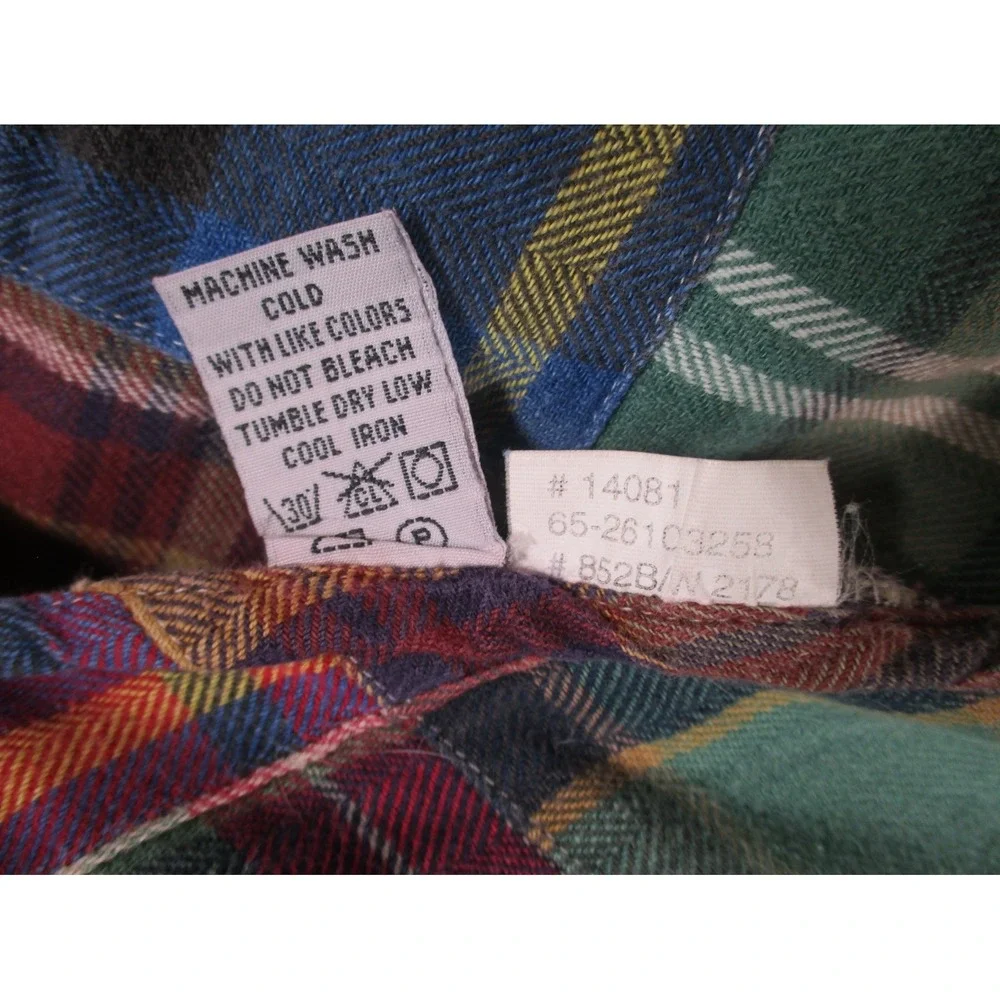 MACHINE WASH
COLD
WITH LIKE COLORS
DO NOT BLEACH
TUMBLE DRY LOW
COOL IRON
30° CL
P
# 14081
65-26103258
# 852B/M 2178